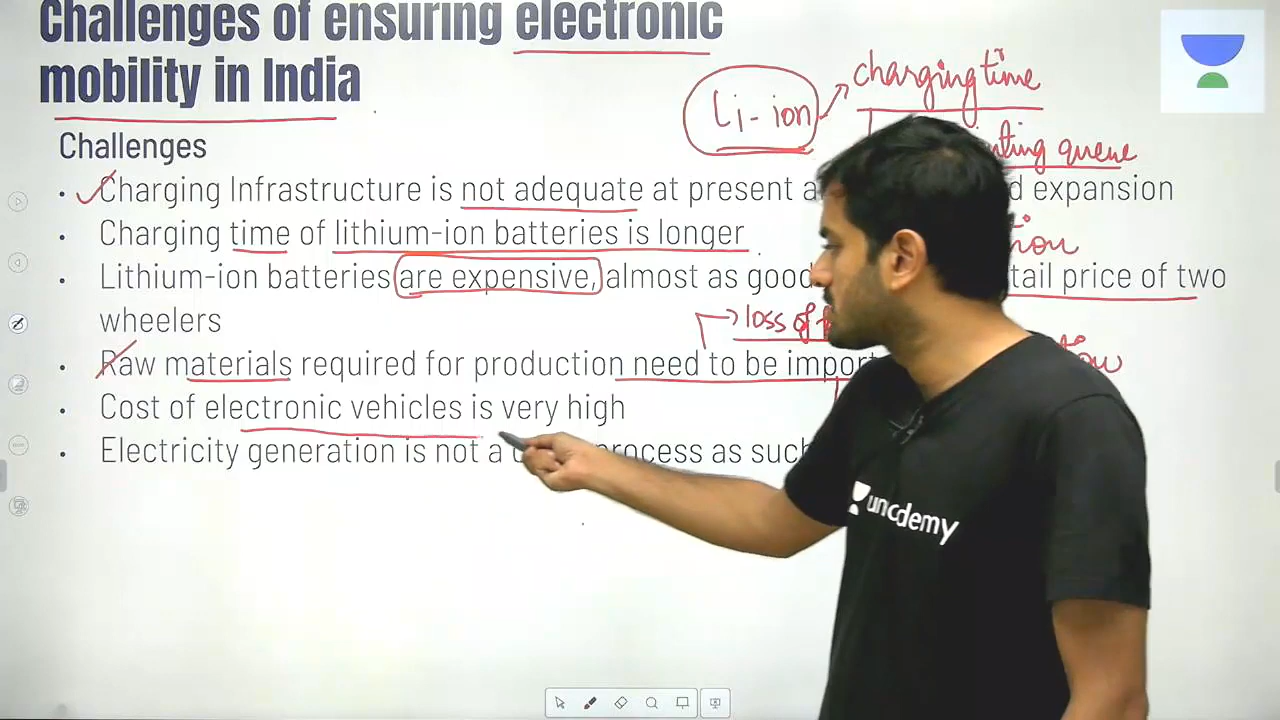 Challenges of ensuring electronic
mobility in India
Li-ion
charging time
queue
Challenges
Charging Infrastructure is not adequate at present expansion
Charging time of lithium-ion batteries is longer
Lithium-ion batteries are expensive, almost as good price of two
wheelers
loss of
Raw materials required for production need to be
Cost of electronic vehicles is very high
Electricity generation is not a process as such
unacademy